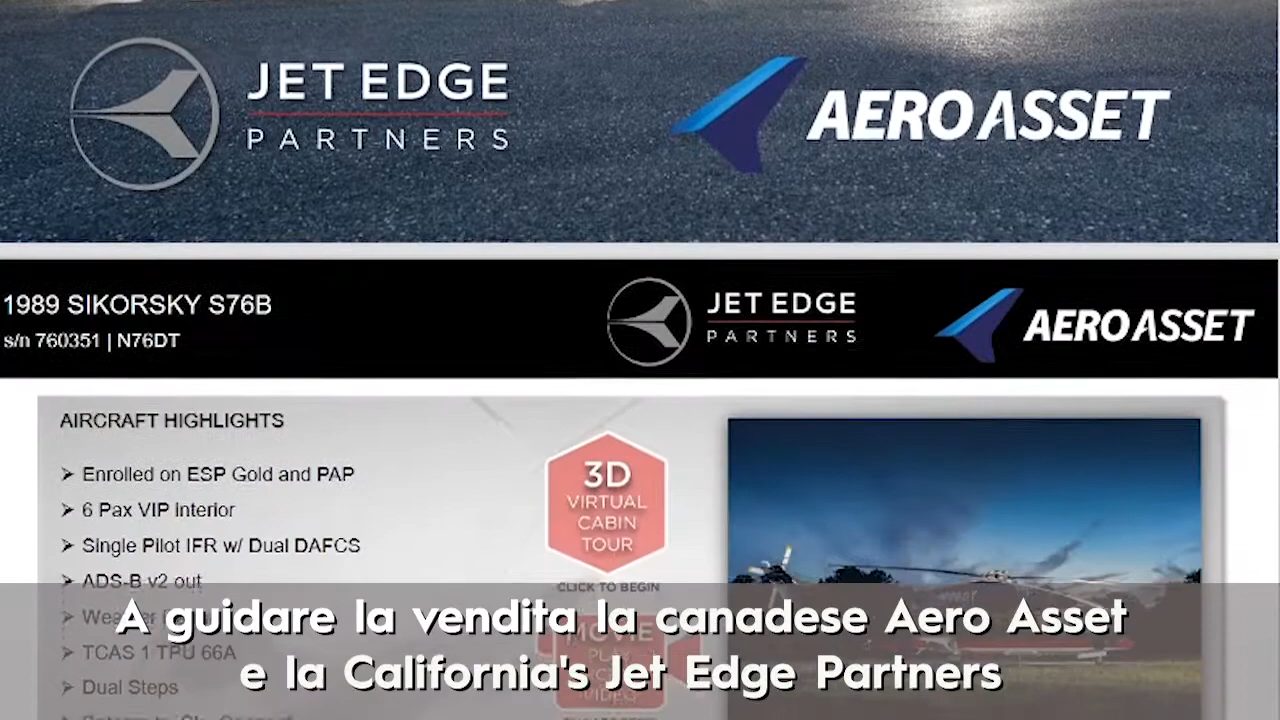 JET EDGE
PARTNERS
AERO ASSET
1989 SIKORSKY S76B
s/n 760351 | N76DT
JET EDGE
PARTNERS
AERO ASSET
AIRCRAFT HIGHLIGHTS
➢ Enrolled on ESP Gold and PAP
➢ 6 Pax VIP interior
➢ Single Pilot IFR w/ Dual DAFCS
➢ ADS-B v2 out
➢ TCAS 1 TPU 66A
➢ Dual Steps
3D
VIRTUAL
CABIN
TOUR
CLICK TO BEGIN
MOVIE
VIDEO
A guidare la vendita la canadese Aero Asset
e la California's Jet Edge Partners